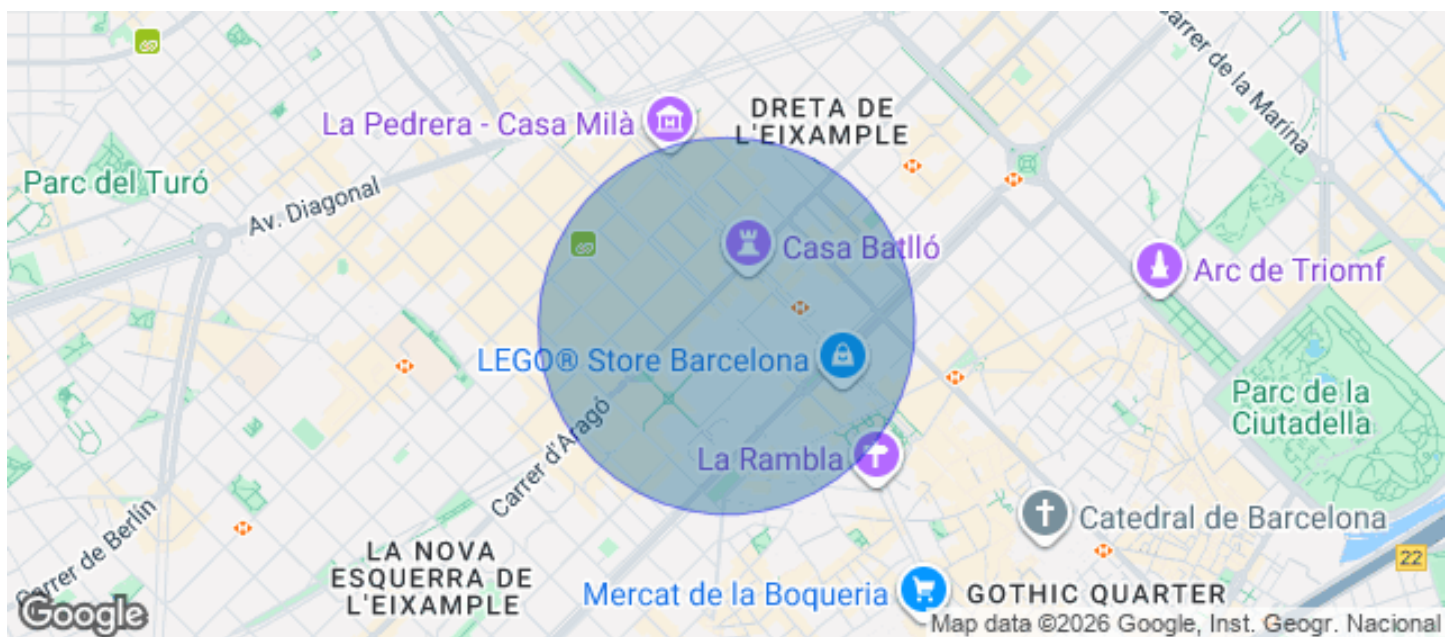 Carrer de la Marina
DRETA DE
L'EIXAMPLE
La Pedrera - Casa Milà
Parc del Turó
Av. Diagonal
Casa Batlló
Arc de Triomf
LEGO® Store Barcelona
Parc de la
Ciutadella
Carrer d'Aragó
La Rambla
Catedral de Barcelona
Carrer de Berlín
LA NOVA
ESQUERRA DE
L'EIXAMPLE
22
Mercat de la Boqueria
GOTHIC QUARTER
Google
Map data ©2026 Google, Inst. Geogr. Nacional